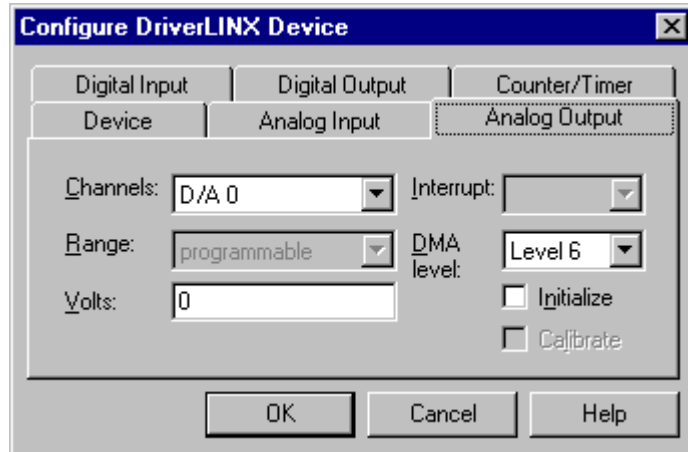 Configure DriverLINX Device
Digital Input Digital Output Counter/Timer
Device Analog Input Analog Output
Channels: D/A 0 Interrupt:
Range: programmable DMA level: Level 6
Volts: 0 Initialize
Calibrate
OK Cancel Help